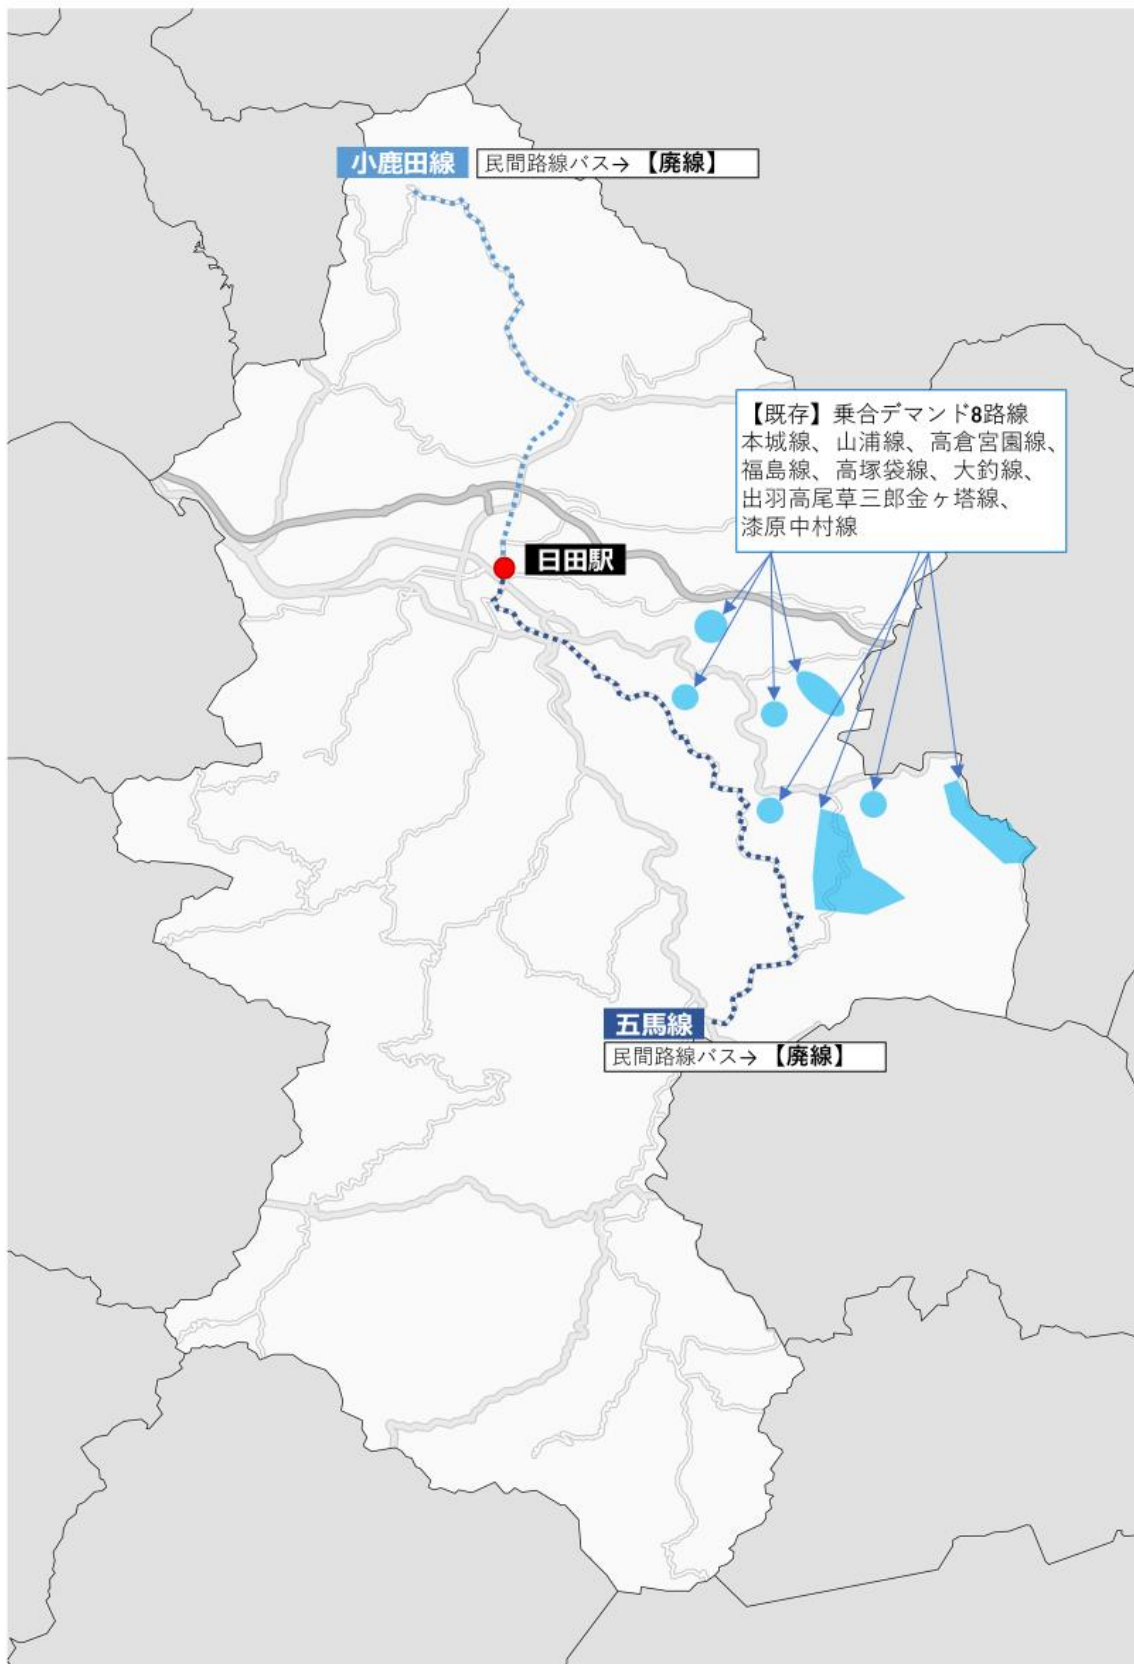 小鹿田線 民間路線バス→【廃線】
【既存】乗合デマンド8路線
本城線、山浦線、高倉宮園線、
福島線、高塚袋線、大釣線、
出羽高尾草三郎金ヶ塔線、
漆原中村線
日田駅
五馬線
民間路線バス→【廃線】